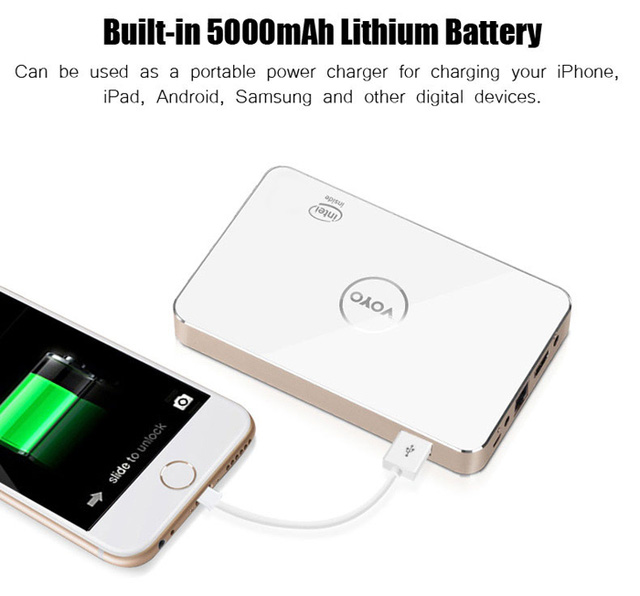 Built-in 5000mAh Lithium Battery
Can be used as a portable power charger for charging your iPhone,
iPad, Android, Samsung and other digital devices.
intel
inside
VOYO
slide to unlock